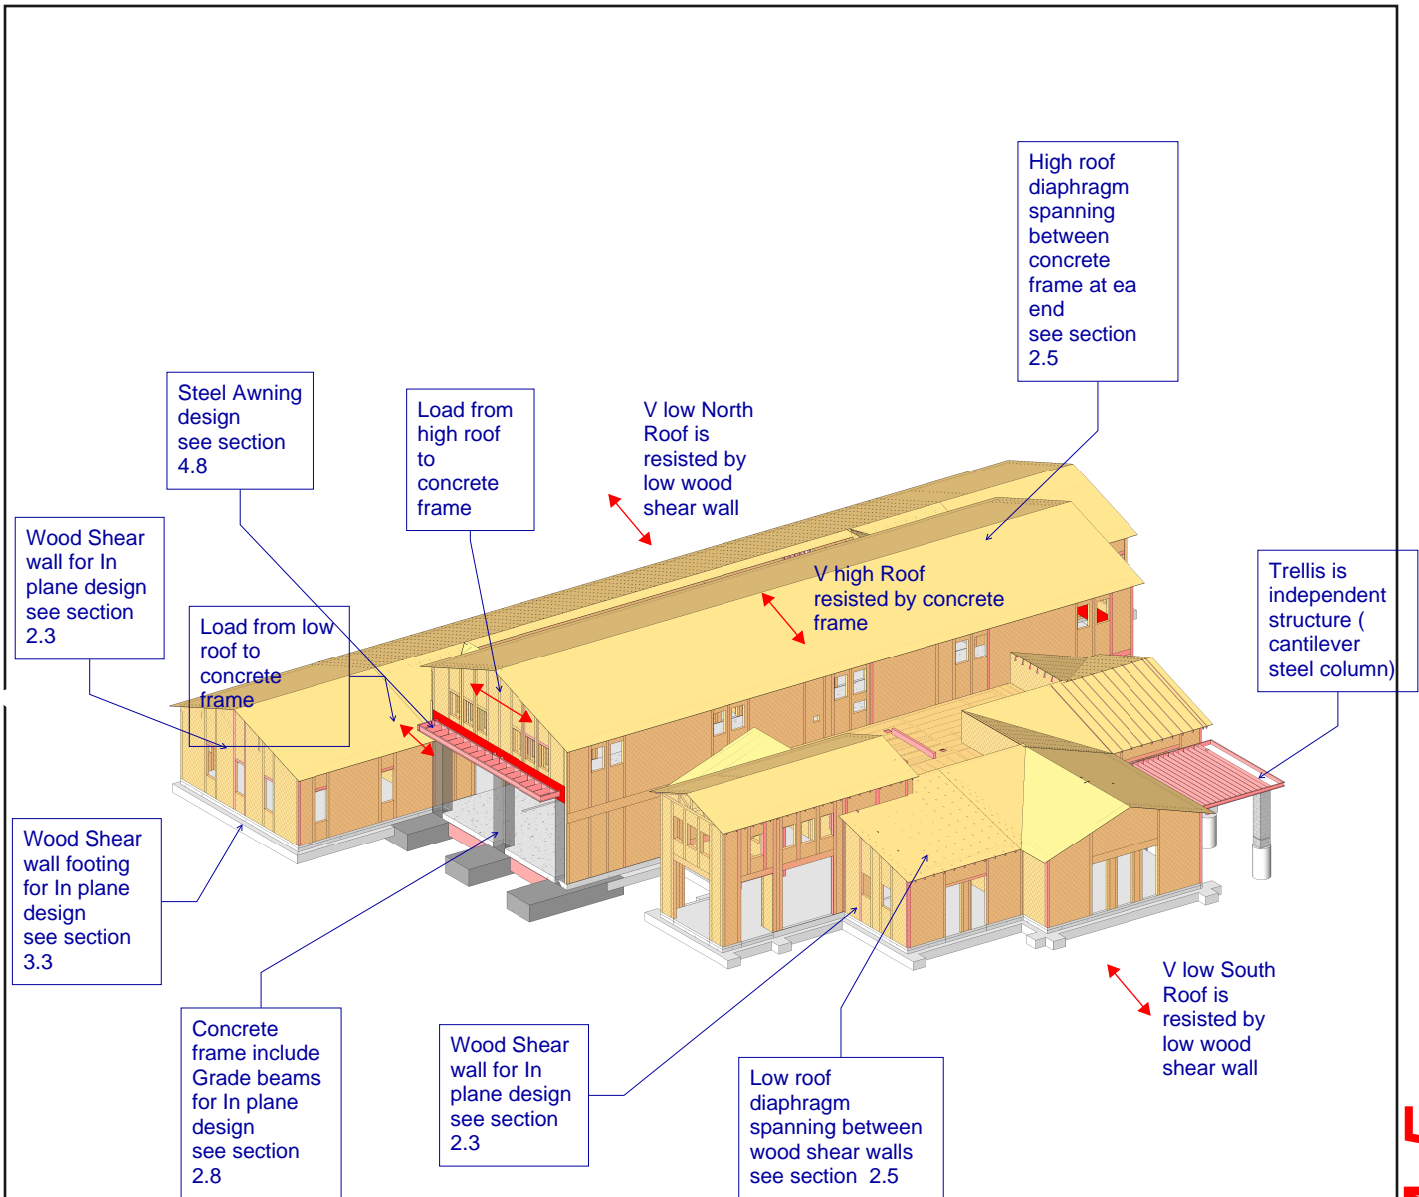 High roof
diaphragm
spanning
between
concrete
frame at ea
end
see section
2.5
Steel Awning
design
see section
4.8
Load from
high roof
to
concrete
frame
V low North
Roof is
resisted by
low wood
shear wall
Wood Shear
wall for In
plane design
see section
2.3
Load from low
roof to
concrete
frame
V high Roof
resisted by concrete
frame
Trellis is
independent
structure (
cantilever
steel column)
Wood Shear
wall footing
for In plane
design
see section
3.3
Concrete
frame include
Grade beams
for In plane
design
see section
2.8
Wood Shear
wall for In
plane design
see section
2.3
Low roof
diaphragm
spanning between
wood shear walls
see section 2.5
V low South
Roof is
resisted by
low wood
shear wall